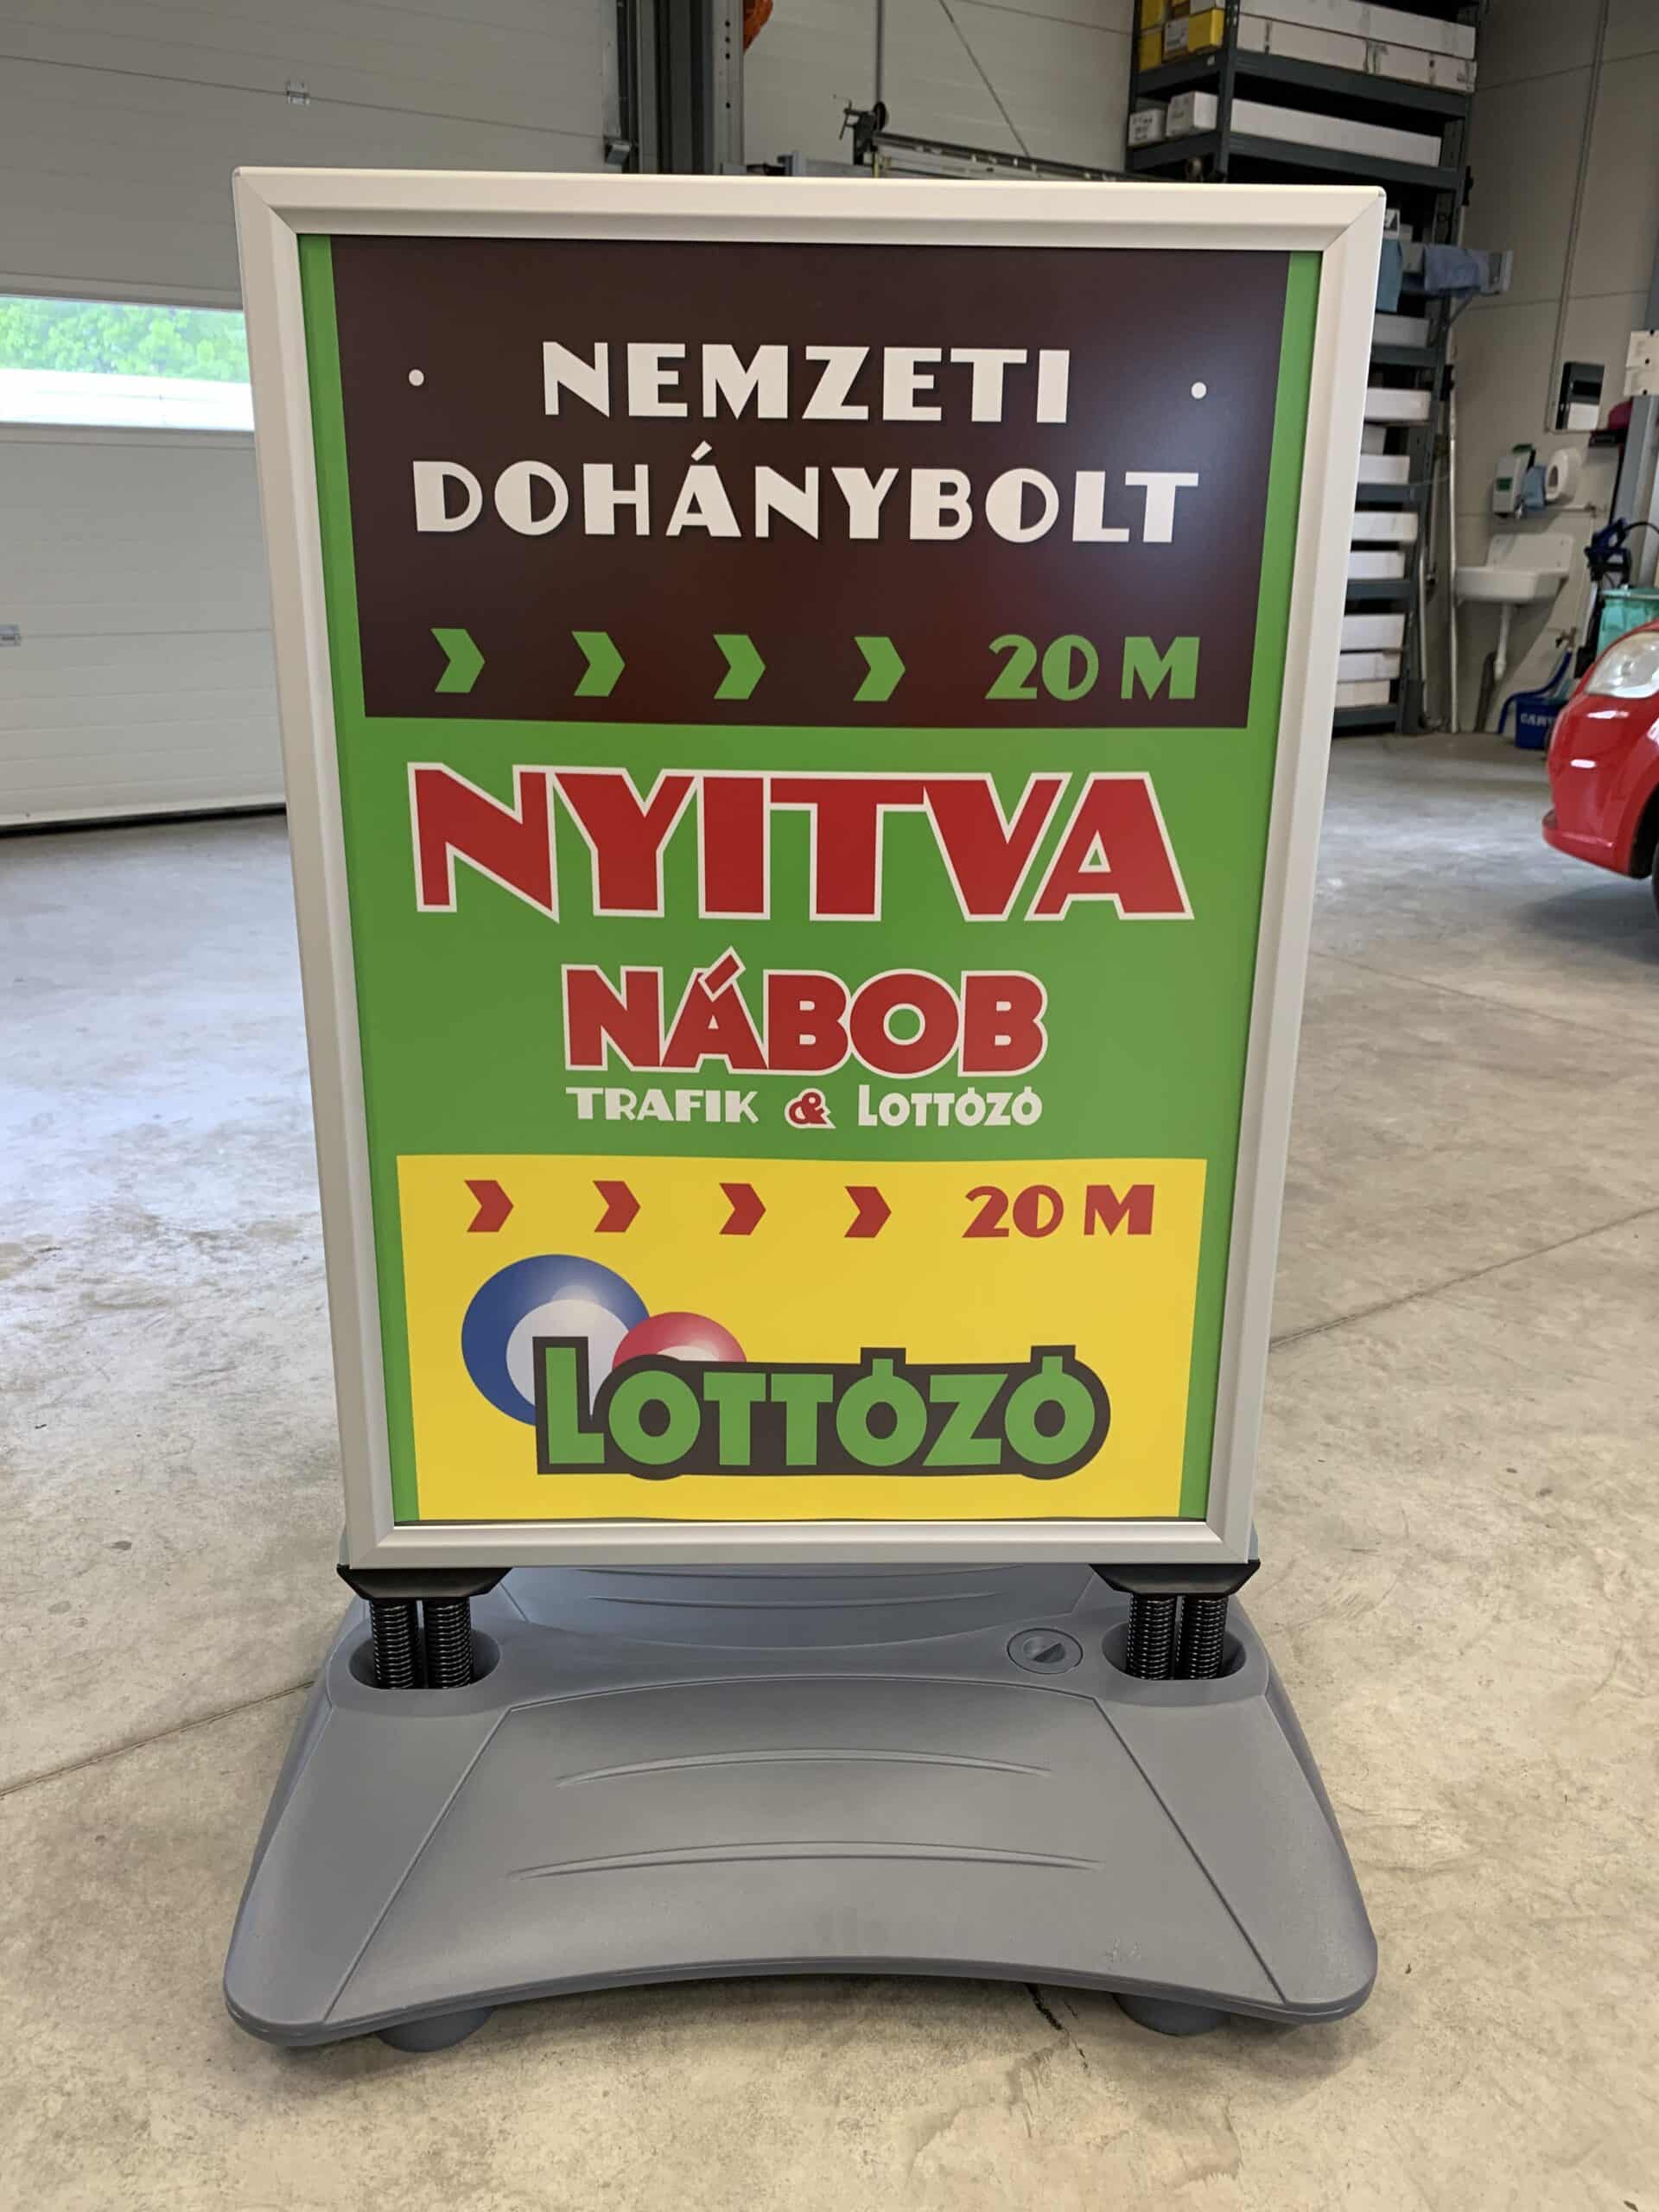 NEMZETI
DOHÁNYBOLT
20 M
NYITVA
NÁBOB
TRAFIK & LOTTÓZÓ
20 M
LOTTÓZÓ